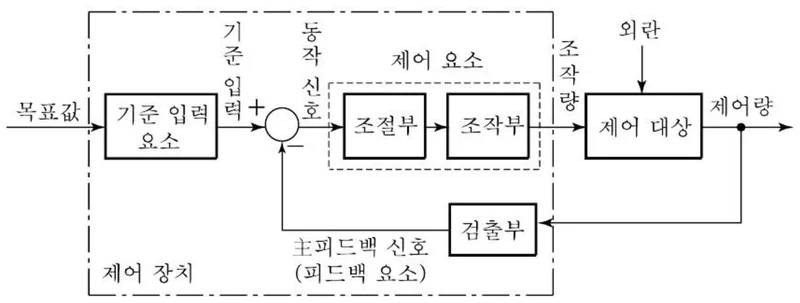 목표값
기준 입력
요소
기준 입력
+
−
동작 신호
제어 요소
조절부
조작부
조작량
외란
제어 대상
제어량
검출부
主피드백 신호
(피드백 요소)
제어 장치